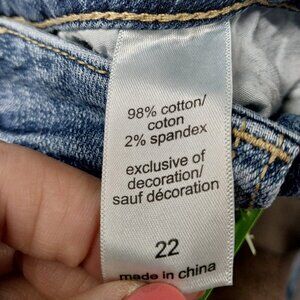 98% cotton/
coton
2% spandex
exclusive of
decoration/
sauf décoration
22
made in china